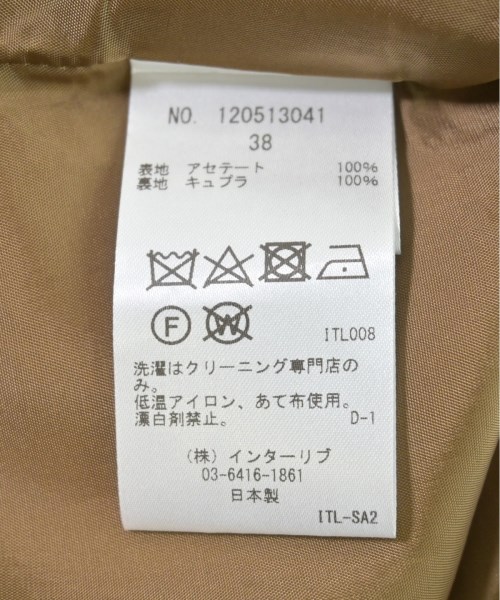 NO. 120513041
38
表地 アセテート 100%
裏地 キュプラ 100%
F W
ITL008
洗濯はクリーニング専門店の
み。
低温アイロン、あて布使用。
漂白剤禁止。 D-1
(株) インターリブ
03-6416-1861
日本製
ITL-SA2